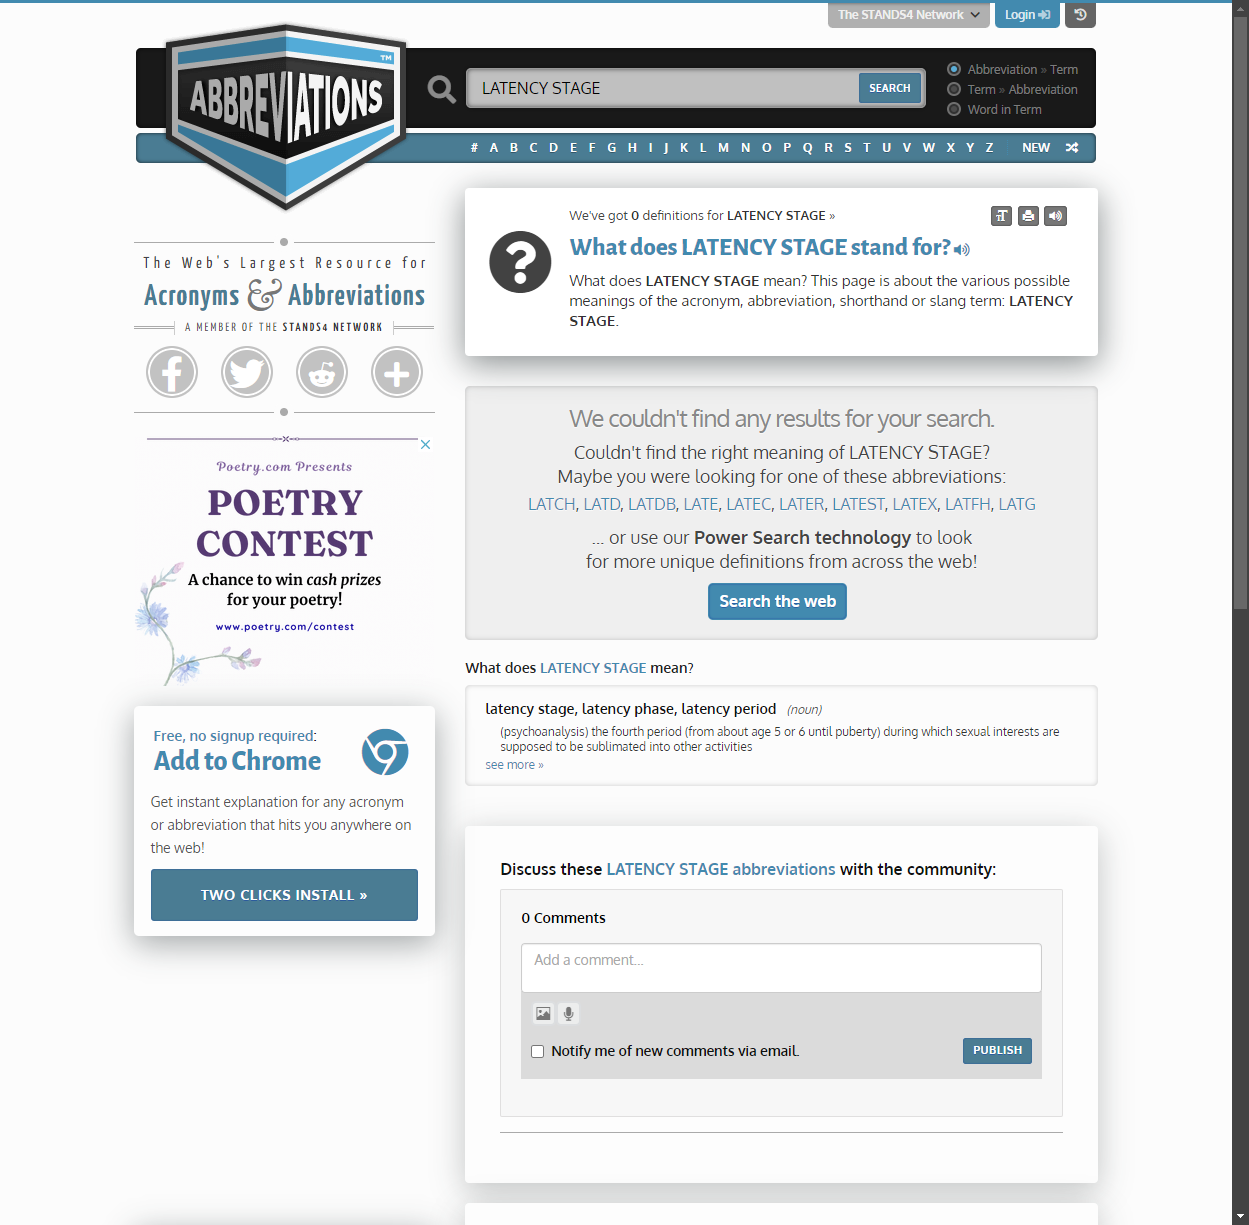 The STANDS4 Network
Login
ABBREVIATIONS
TM
LATENCY STAGE
SEARCH
Abbreviation » Term
Term » Abbreviation
Word in Term
# A B C D E F G H I J K L M N O P Q R S T U V W X Y Z NEW
The Web's Largest Resource for
Acronyms & Abbreviations
A MEMBER OF THE STANDS4 NETWORK
Poetry.com Presents
POETRY
CONTEST
A chance to win cash prizes
for your poetry!
www.poetry.com/contest
Free, no signup required:
Add to Chrome
Get instant explanation for any acronym
or abbreviation that hits you anywhere on
the web!
TWO CLICKS INSTALL »
We've got 0 definitions for LATENCY STAGE »
What does LATENCY STAGE stand for?
What does LATENCY STAGE mean? This page is about the various possible
meanings of the acronym, abbreviation, shorthand or slang term: LATENCY
STAGE.
We couldn't find any results for your search.
Couldn't find the right meaning of LATENCY STAGE?
Maybe you were looking for one of these abbreviations:
LATCH, LATD, LATDB, LATE, LATEC, LATER, LATEST, LATEX, LATFH, LATG
... or use our Power Search technology to look
for more unique definitions from across the web!
Search the web
What does LATENCY STAGE mean?
latency stage, latency phase, latency period (noun)
(psychoanalysis) the fourth period (from about age 5 or 6 until puberty) during which sexual interests are
supposed to be sublimated into other activities
see more »
Discuss these LATENCY STAGE abbreviations with the community:
0 Comments
Add a comment...
Notify me of new comments via email.
PUBLISH